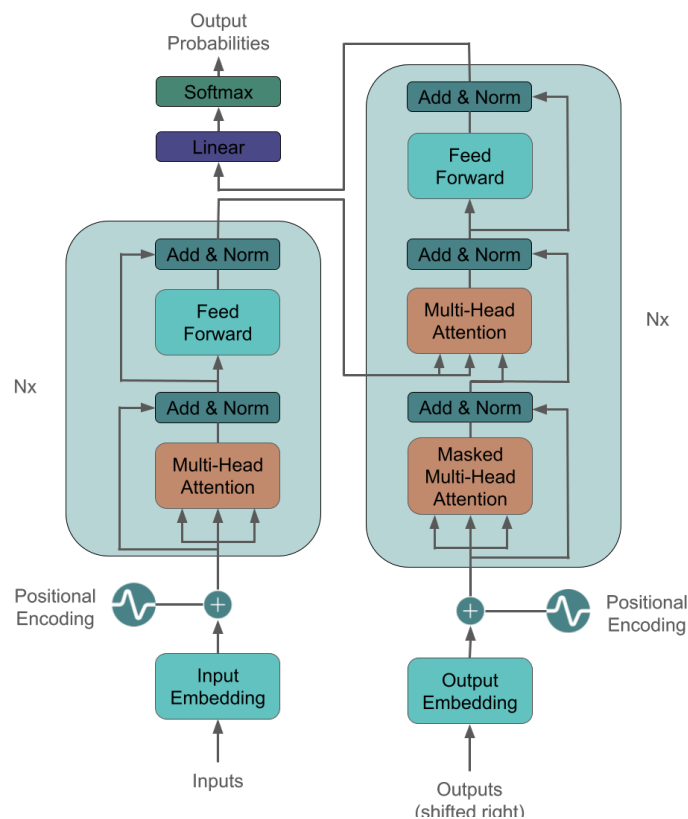 Output
Probabilities
Softmax
Linear
Add & Norm
Feed
Forward
Nx
Add & Norm
Multi-Head
Attention
Positional
Encoding
Input
Embedding
Inputs
Add & Norm
Feed
Forward
Add & Norm
Multi-Head
Attention
Nx
Add & Norm
Masked
Multi-Head
Attention
Positional
Encoding
Output
Embedding
Outputs
(shifted right)